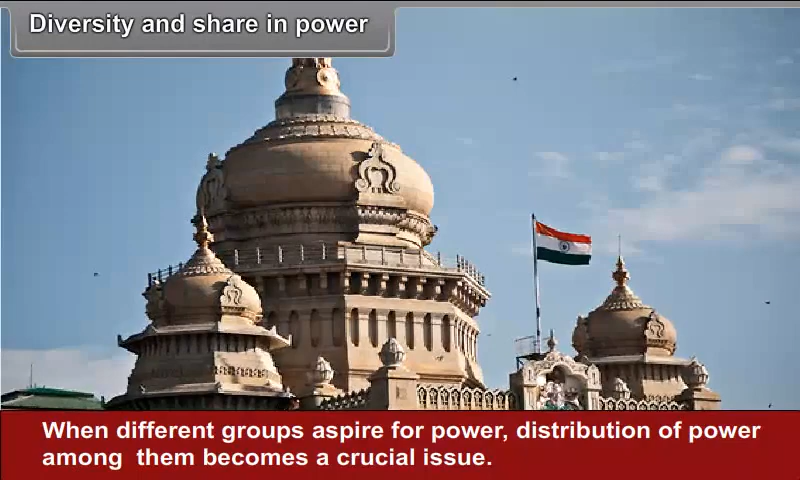 Diversity and share in power
When different groups aspire for power, distribution of power
among  them becomes a crucial issue.